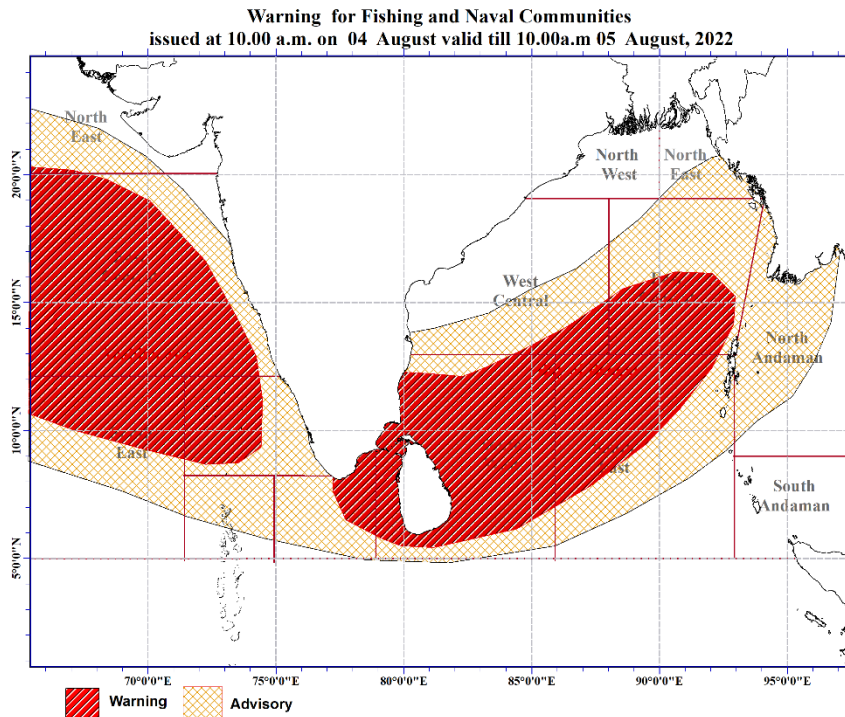 Warning for Fishing and Naval Communities
issued at 10.00 a.m. on 04 August valid till 10.00a.m 05 August, 2022
North
East
North
West
North
East
20°0'0"N
West
Central
15°0'0"N
North
Andaman
10°0'0"N
East
East
South
Andaman
5°0'0"N
70°0'0"E
75°0'0"E
80°0'0"E
85°0'0"E
90°0'0"E
95°0'0"E
Warning
Advisory